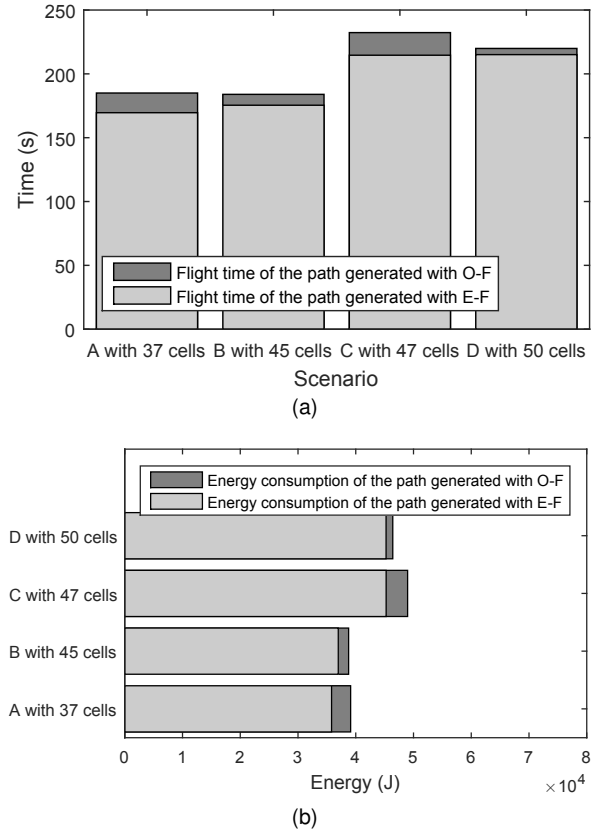 250
200
150
100
50
0
Time (s)
Flight time of the path generated with O-F
Flight time of the path generated with E-F
A with 37 cells B with 45 cells C with 47 cells D with 50 cells
Scenario
(a)
Energy consumption of the path generated with O-F
Energy consumption of the path generated with E-F
D with 50 cells
C with 47 cells
B with 45 cells
A with 37 cells
0 1 2 3 4 5 6 7 8
Energy (J)
×10⁴
(b)